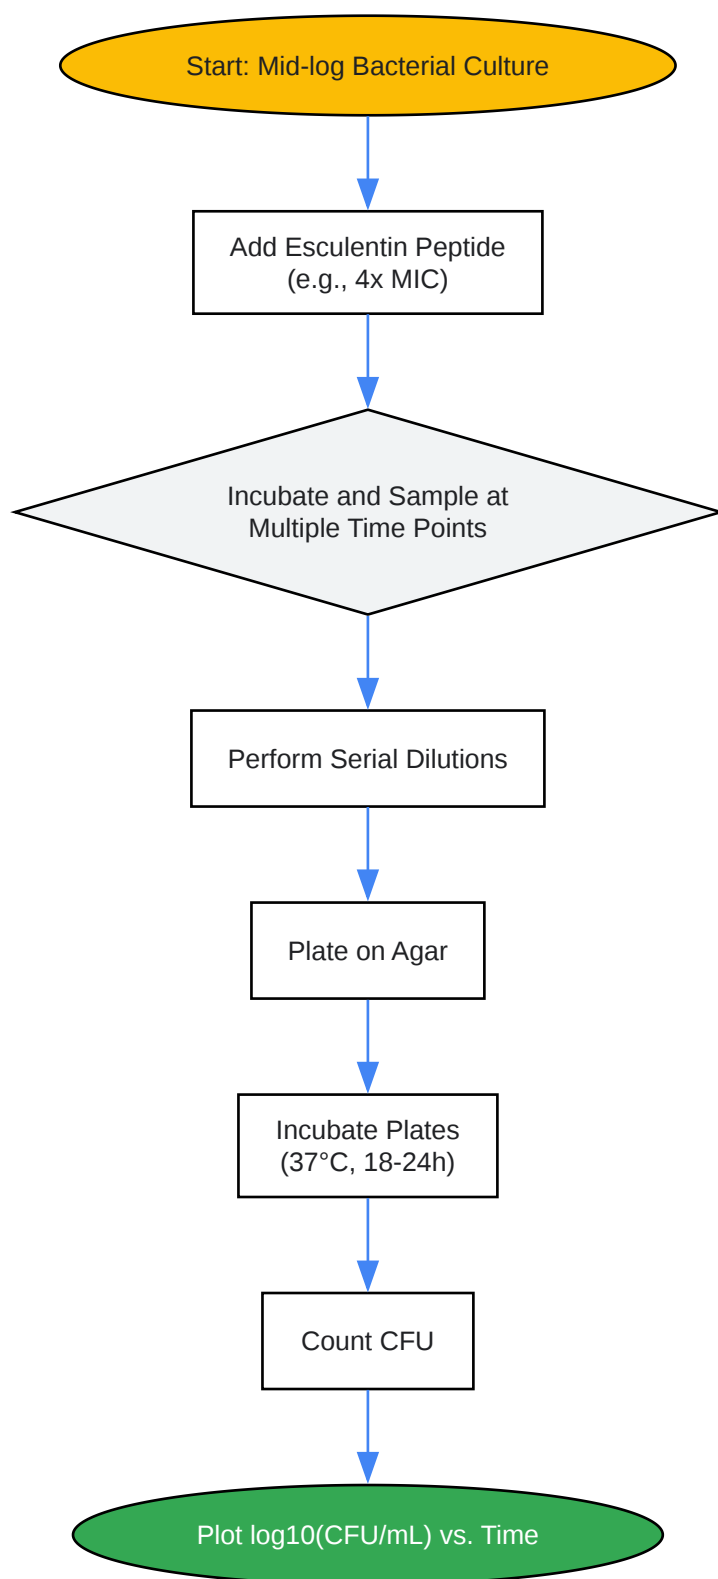 Start: Mid-log Bacterial Culture
Add Esculentin Peptide
(e.g., 4x MIC)
Incubate and Sample at
Multiple Time Points
Perform Serial Dilutions
Plate on Agar
Incubate Plates
(37°C, 18-24h)
Count CFU
Plot log10(CFU/mL) vs. Time